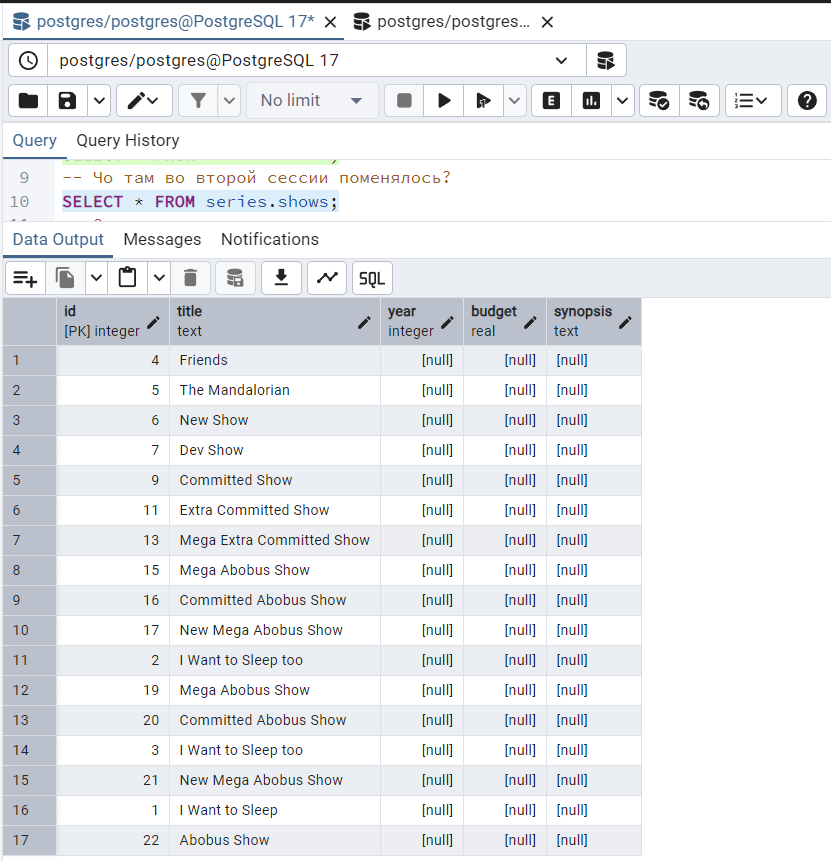 postgres/postgres@PostgreSQL 17*
postgres/postgres...
postgres/postgres@PostgreSQL 17
No limit
E
Query
Query History
9
-- Чо там во второй сессии поменялось?
10
SELECT * FROM series.shows;
Data Output
Messages
Notifications
SQL
id
[PK] integer
title
text
year
integer
budget
real
synopsis
text
1 4 Friends [null] [null] [null]
2 5 The Mandalorian [null] [null] [null]
3 6 New Show [null] [null] [null]
4 7 Dev Show [null] [null] [null]
5 9 Committed Show [null] [null] [null]
6 11 Extra Committed Show [null] [null] [null]
7 13 Mega Extra Committed Show [null] [null] [null]
8 15 Mega Abobus Show [null] [null] [null]
9 16 Committed Abobus Show [null] [null] [null]
10 17 New Mega Abobus Show [null] [null] [null]
11 2 I Want to Sleep too [null] [null] [null]
12 19 Mega Abobus Show [null] [null] [null]
13 20 Committed Abobus Show [null] [null] [null]
14 3 I Want to Sleep too [null] [null] [null]
15 21 New Mega Abobus Show [null] [null] [null]
16 1 I Want to Sleep [null] [null] [null]
17 22 Abobus Show [null] [null] [null]